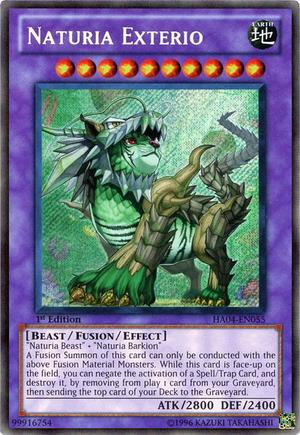 NATURIA EXTERIO
EARTH
地
1st Edition
HA04-EN055
[BEAST / FUSION / EFFECT]
"Naturia Beast" + "Naturia Barkion"
A Fusion Summon of this card can only be conducted with the
above Fusion Material Monsters. While this card is face-up on
the field, you can negate the activation of a Spell/Trap Card, and
destroy it, by removing from play 1 card from your Graveyard,
then sending the top card of your Deck to the Graveyard.
ATK/2800 DEF/2400
99916754
©1996 KAZUKI TAKAHASHI